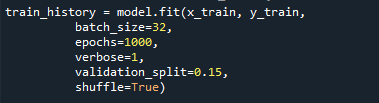 train_history = model.fit(x_train, y_train,
batch_size=32,
epochs=1000,
verbose=1,
validation_split=0.15,
shuffle=True)